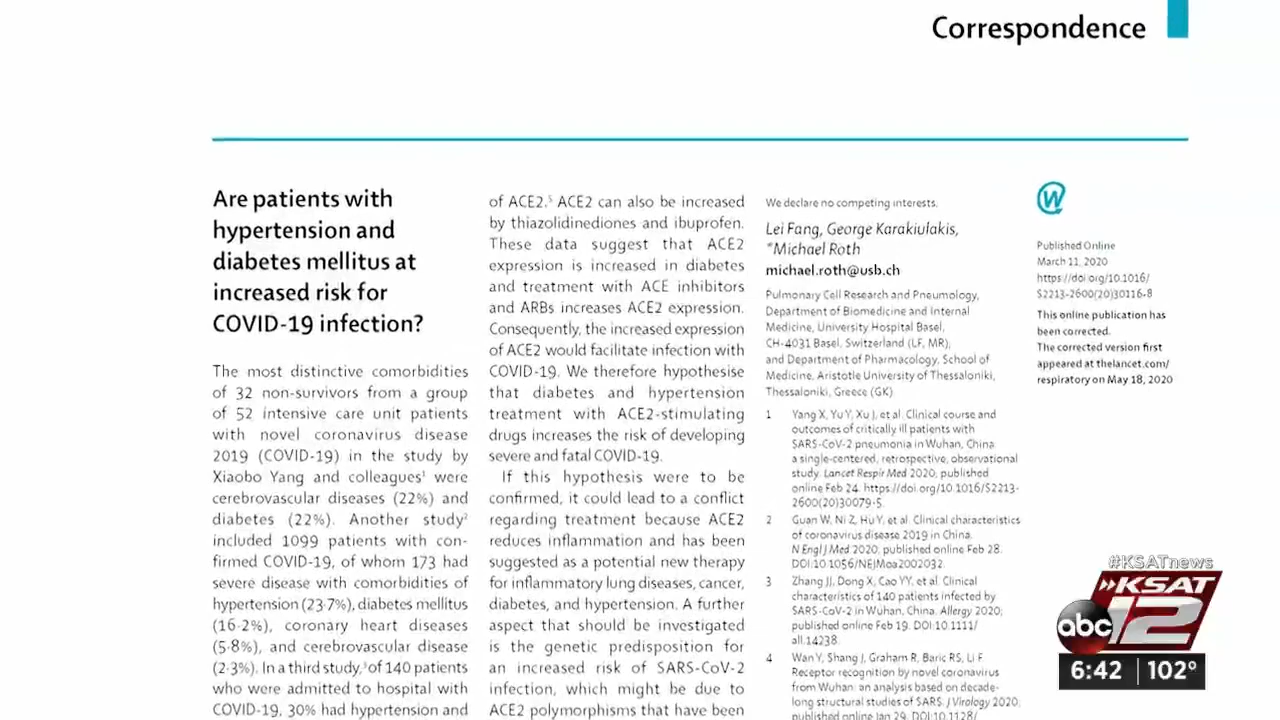 Correspondence
Are patients with
hypertension and
diabetes mellitus at
increased risk for
COVID-19 infection?
The most distinctive comorbidities
of 32 non-survivors from a group
of 52 intensive care unit patients
with novel coronavirus disease
2019 (COVID-19) in the study by
Xiaobo Yang and colleagues¹ were
cerebrovascular diseases (22%) and
diabetes (22%). Another study²
included 1099 patients with con-
firmed COVID-19, of whom 173 had
severe disease with comorbidities of
hypertension (23·7%), diabetes mellitus
(16·2%), coronary heart diseases
(5·8%), and cerebrovascular disease
(2·3%). In a third study,³ of 140 patients
who were admitted to hospital with
COVID-19, 30% had hypertension and
of ACE2.⁵ ACE2 can also be increased
by thiazolidinediones and ibuprofen.
These data suggest that ACE2
expression is increased in diabetes
and treatment with ACE inhibitors
and ARBs increases ACE2 expression.
Consequently, the increased expression
of ACE2 would facilitate infection with
COVID-19. We therefore hypothesise
that diabetes and hypertension
treatment with ACE2-stimulating
drugs increases the risk of developing
severe and fatal COVID-19.
If this hypothesis were to be
confirmed, it could lead to a conflict
regarding treatment because ACE2
reduces inflammation and has been
suggested as a potential new therapy
for inflammatory lung diseases, cancer,
diabetes, and hypertension. A further
aspect that should be investigated
is the genetic predisposition for
an increased risk of SARS-CoV-2
infection, which might be due to
ACE2 polymorphisms that have been
We declare no competing interests.
Lei Fang, George Karakiulakis,
*Michael Roth
michael.roth@usb.ch
Pulmonary Cell Research and Pneumology,
Department of Biomedicine and Internal
Medicine, University Hospital Basel,
CH-4031 Basel, Switzerland (LF, MR);
and Department of Pharmacology, School of
Medicine, Aristotle University of Thessaloniki,
Thessaloniki, Greece (GK)
1 Yang X, Yu Y, Xu J, et al. Clinical course and
outcomes of critically ill patients with
SARS-CoV-2 pneumonia in Wuhan, China:
a single-centered, retrospective, observational
study. Lancet Respir Med 2020; published
online Feb 24. https://doi.org/10.1016/S2213-
2600(20)30079-5.
2 Guan W, Ni Z, Hu Y, et al. Clinical characteristics
of coronavirus disease 2019 in China.
N Engl J Med 2020; published online Feb 28.
DOI:10.1056/NEJMoa2002032.
3 Zhang JJ, Dong X, Cao YY, et al. Clinical
characteristics of 140 patients infected by
SARS-CoV-2 in Wuhan, China. Allergy 2020;
published online Feb 19. DOI:10.1111/
all.14238.
4 Wan Y, Shang J, Graham R, Baric RS, Li F.
Receptor recognition by novel coronavirus
from Wuhan: an analysis based on decade-
long structural studies of SARS. J Virology 2020;
published online Jan 29. DOI:10.1128/
Published Online
March 11, 2020
https://doi.org/10.1016/
S2213-2600(20)30116-8
This online publication has
been corrected.
The corrected version first
appeared at thelancet.com/
respiratory on May 18, 2020
#KSATnews
KSAT
abc 12
6:42 102°